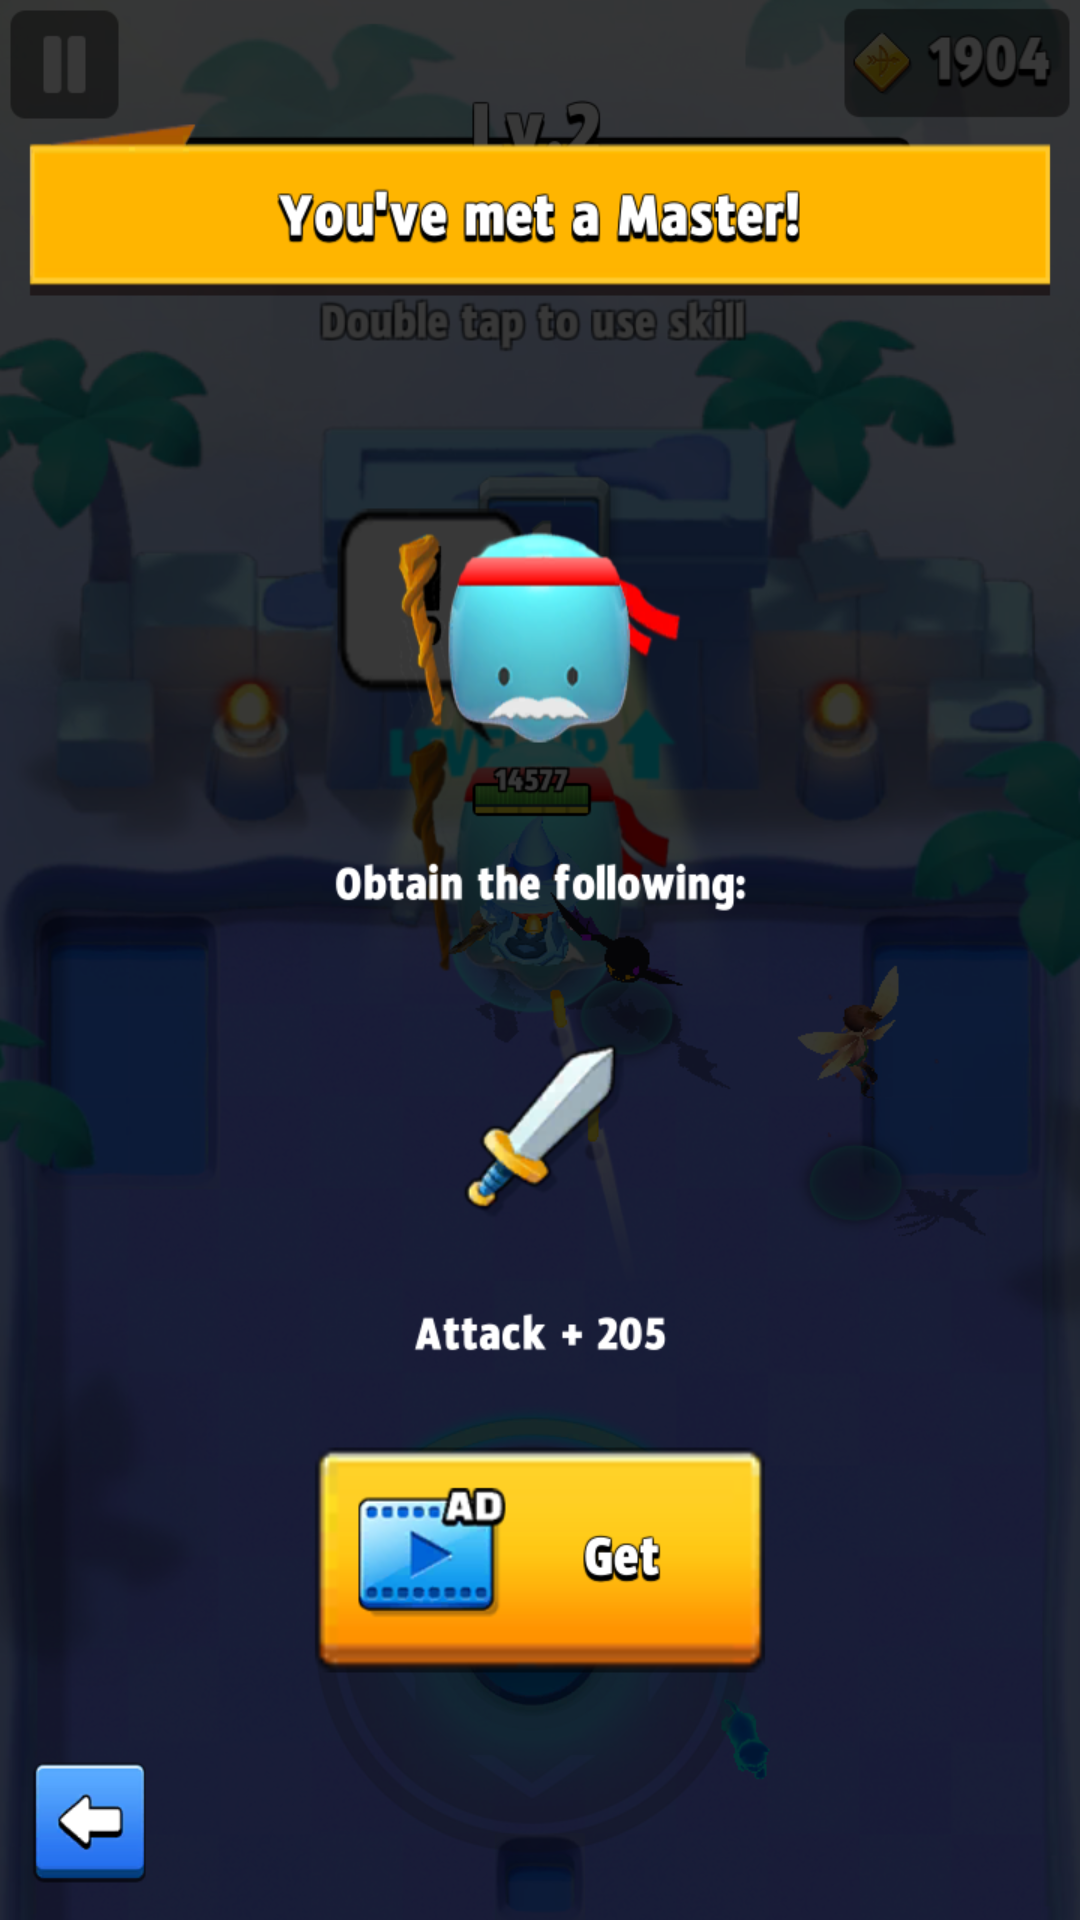 1904
Lv.2
You've met a Master!
Double tap to use skill
14577
Obtain the following:
Attack + 205
AD
Get